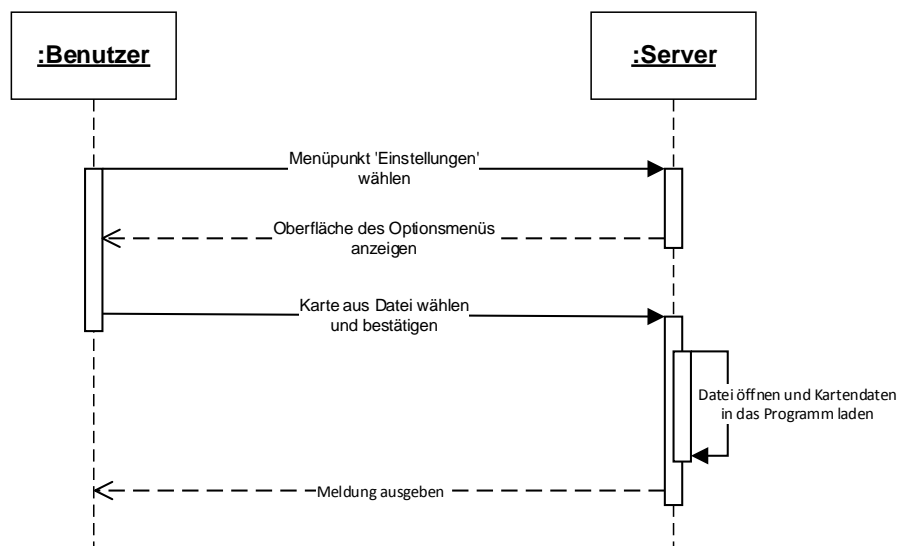 :Benutzer
:Server
Menüpunkt 'Einstellungen'
wählen
Oberfläche des Optionsmenüs
anzeigen
Karte aus Datei wählen
und bestätigen
Datei öffnen und Kartendaten
in das Programm laden
Meldung ausgeben